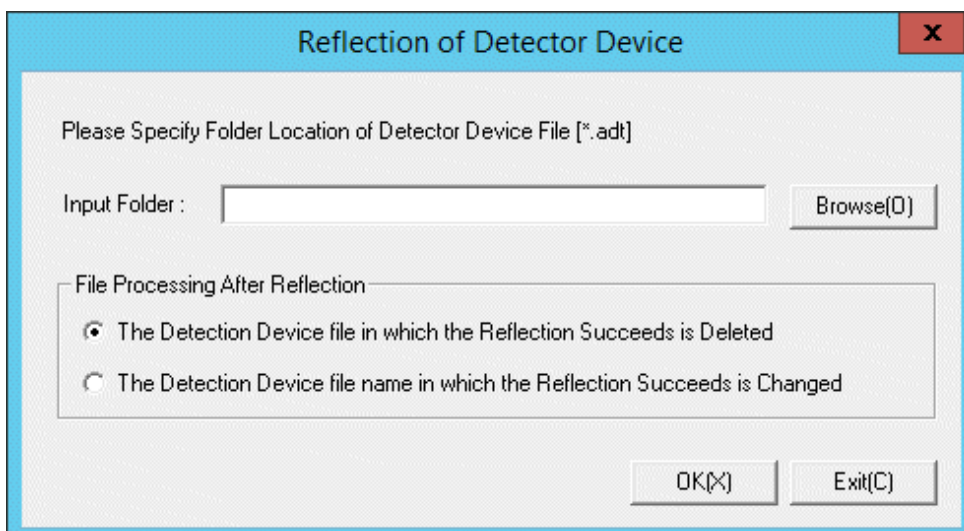 Reflection of Detector Device
x
Please Specify Folder Location of Detector Device File [*.adt]
Input Folder :
Browse(O)
File Processing After Reflection
The Detection Device file in which the Reflection Succeeds is Deleted
The Detection Device file name in which the Reflection Succeeds is Changed
OK(X)
Exit(C)